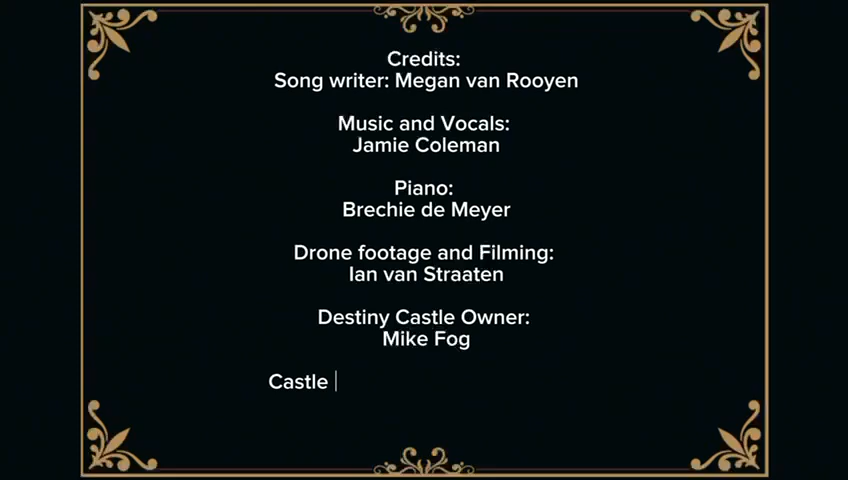 Credits:
Song writer: Megan van Rooyen
Music and Vocals:
Jamie Coleman
Piano:
Brechie de Meyer
Drone footage and Filming:
Ian van Straaten
Destiny Castle Owner:
Mike Fog
Castle